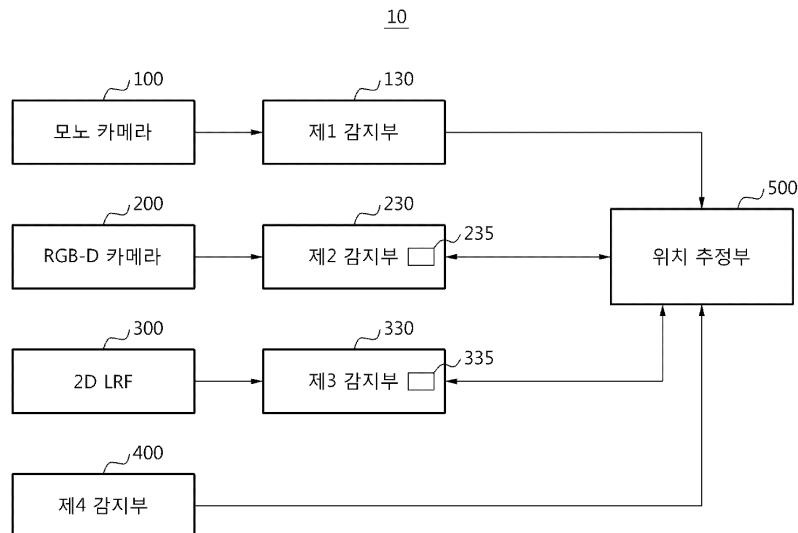 10
100
모노 카메라
130
제1 감지부
200
RGB-D 카메라
230
제2 감지부
235
500
위치 추정부
300
2D LRF
330
제3 감지부
335
400
제4 감지부